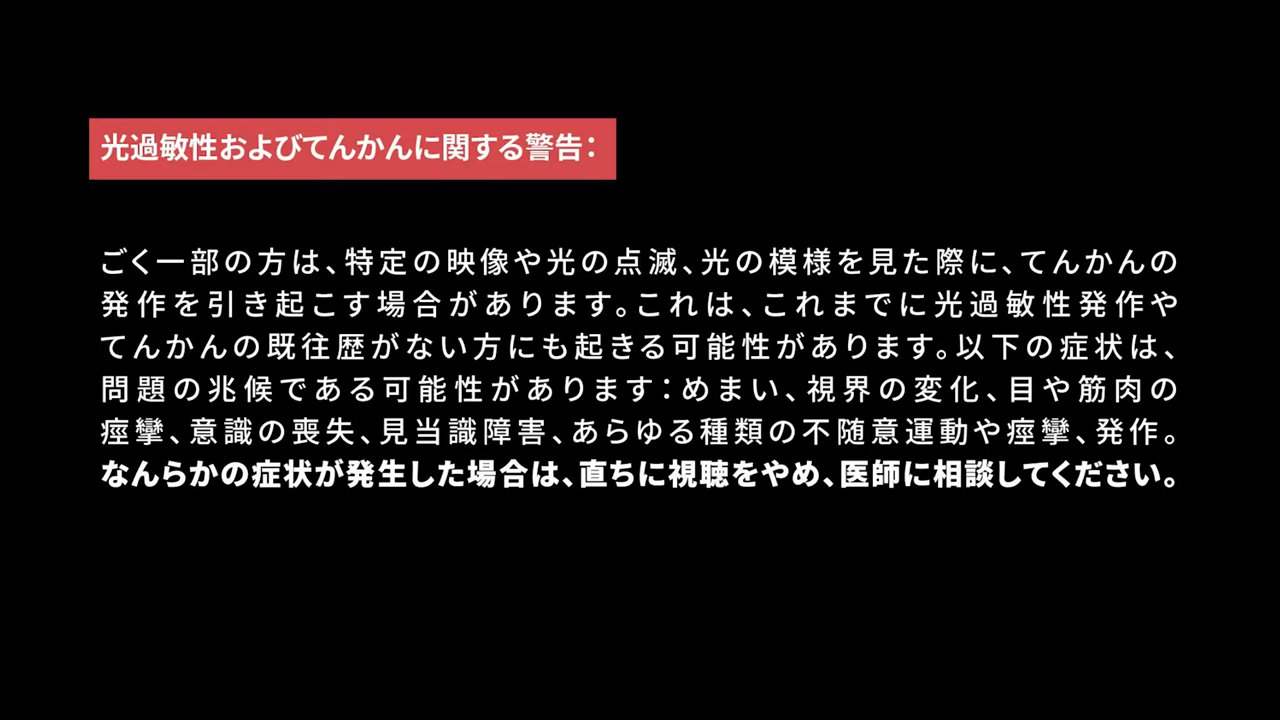 光過敏性およびてんかんに関する警告：
ごく一部の方は、特定の映像や光の点滅、光の模様を見た際に、てんかんの
発作を引き起こす場合があります。これは、これまでに光過敏性発作や
てんかんの既往歴がない方にも起きる可能性があります。以下の症状は、
問題の兆候である可能性があります：めまい、視界の変化、目や筋肉の
痙攣、意識の喪失、見当識障害、あらゆる種類の不随意運動や痙攣、発作。
なんらかの症状が発生した場合は、直ちに視聴をやめ、医師に相談してください。